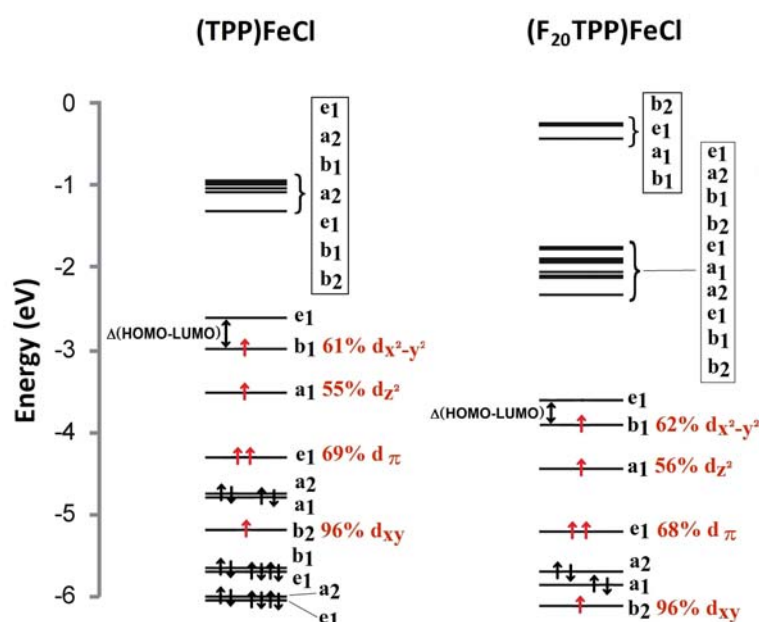 (TPP)FeCl
(F₂₀TPP)FeCl
Energy (eV)
0
-1
-2
-3
-4
-5
-6
e1
a2
b1
a2
e1
b1
b2
e1
Δ(HOMO-LUMO)
b1 61% dx²-y²
a1 55% dz²
e1 69% d π
a2
a1
b2 96% dxy
b1
e1
a2
e1
b2
e1
a1
b1
e1
a2
b1
b2
e1
a1
a2
e1
b1
b2
e1
Δ(HOMO-LUMO)
b1 62% dx²-y²
a1 56% dz²
e1 68% d π
a2
a1
b2 96% dxy